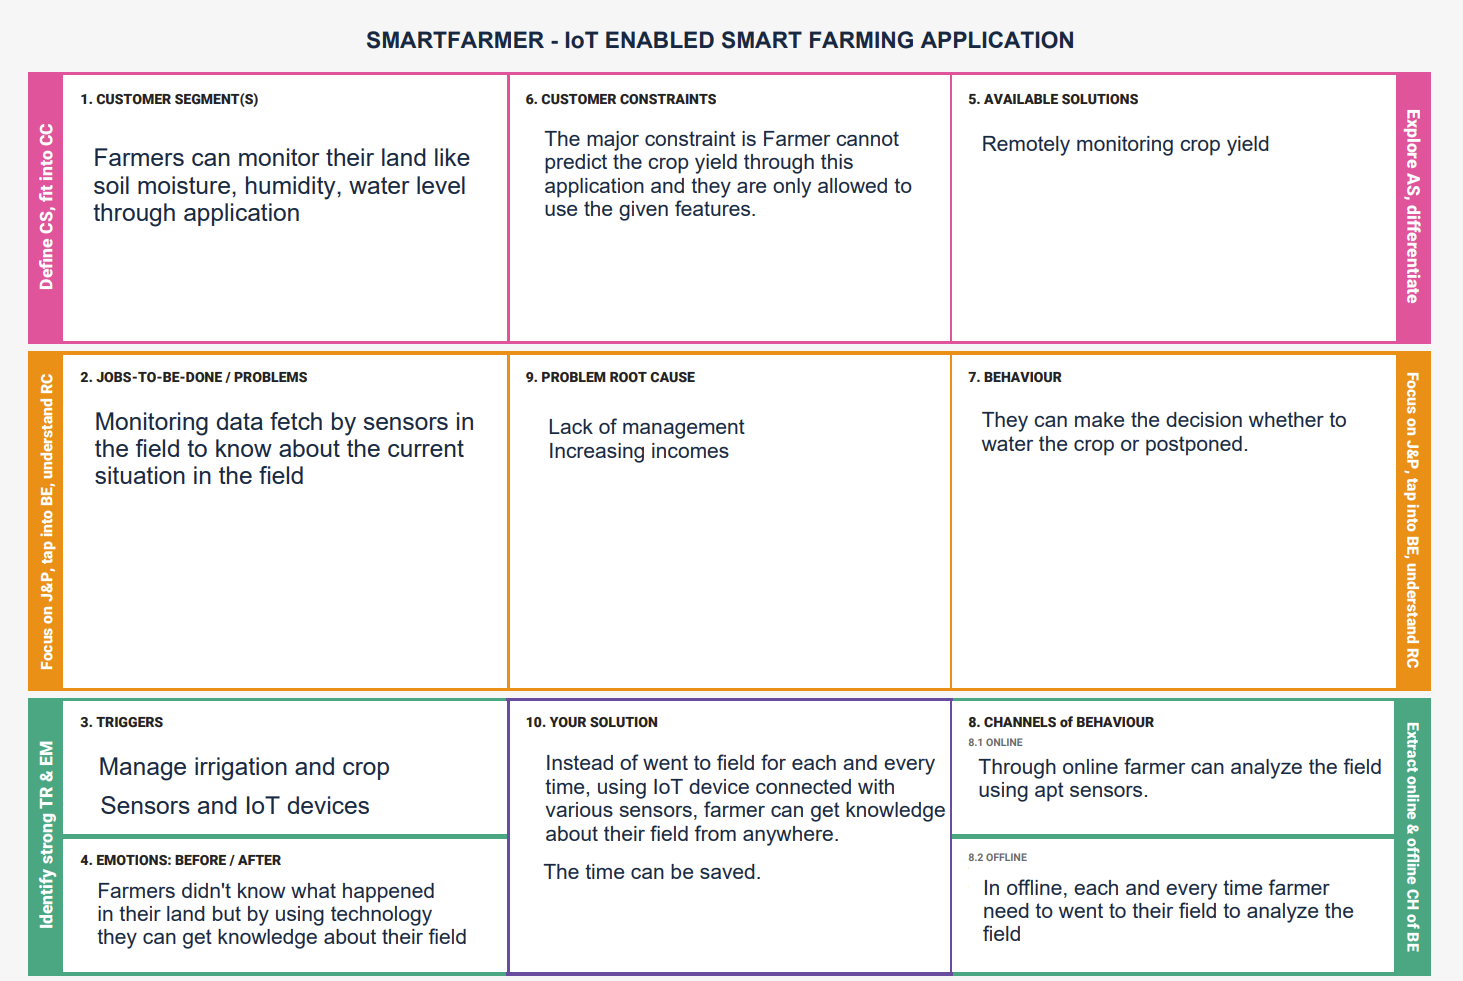 SMARTFARMER - IoT ENABLED SMART FARMING APPLICATION
Define CS, fit into CC
1. CUSTOMER SEGMENT(S)
Farmers can monitor their land like
soil moisture, humidity, water level
through application
6. CUSTOMER CONSTRAINTS
The major constraint is Farmer cannot
predict the crop yield through this
application and they are only allowed to
use the given features.
5. AVAILABLE SOLUTIONS
Remotely monitoring crop yield
Explore AS, differentiate
Focus on J&P, tap into BE, understand RC
2. JOBS-TO-BE-DONE / PROBLEMS
Monitoring data fetch by sensors in
the field to know about the current
situation in the field
9. PROBLEM ROOT CAUSE
Lack of management
Increasing incomes
7. BEHAVIOUR
They can make the decision whether to
water the crop or postponed.
Focus on J&P, tap into BE, understand RC
Identify strong TR & EM
3. TRIGGERS
Manage irrigation and crop
Sensors and IoT devices
4. EMOTIONS: BEFORE / AFTER
Farmers didn't know what happened
in their land but by using technology
they can get knowledge about their field
10. YOUR SOLUTION
Instead of went to field for each and every
time, using IoT device connected with
various sensors, farmer can get knowledge
about their field from anywhere.
The time can be saved.
8. CHANNELS of BEHAVIOUR
8.1 ONLINE
Through online farmer can analyze the field
using apt sensors.
8.2 OFFLINE
In offline, each and every time farmer
need to went to their field to analyze the
field
Extract online & offline CH of BE